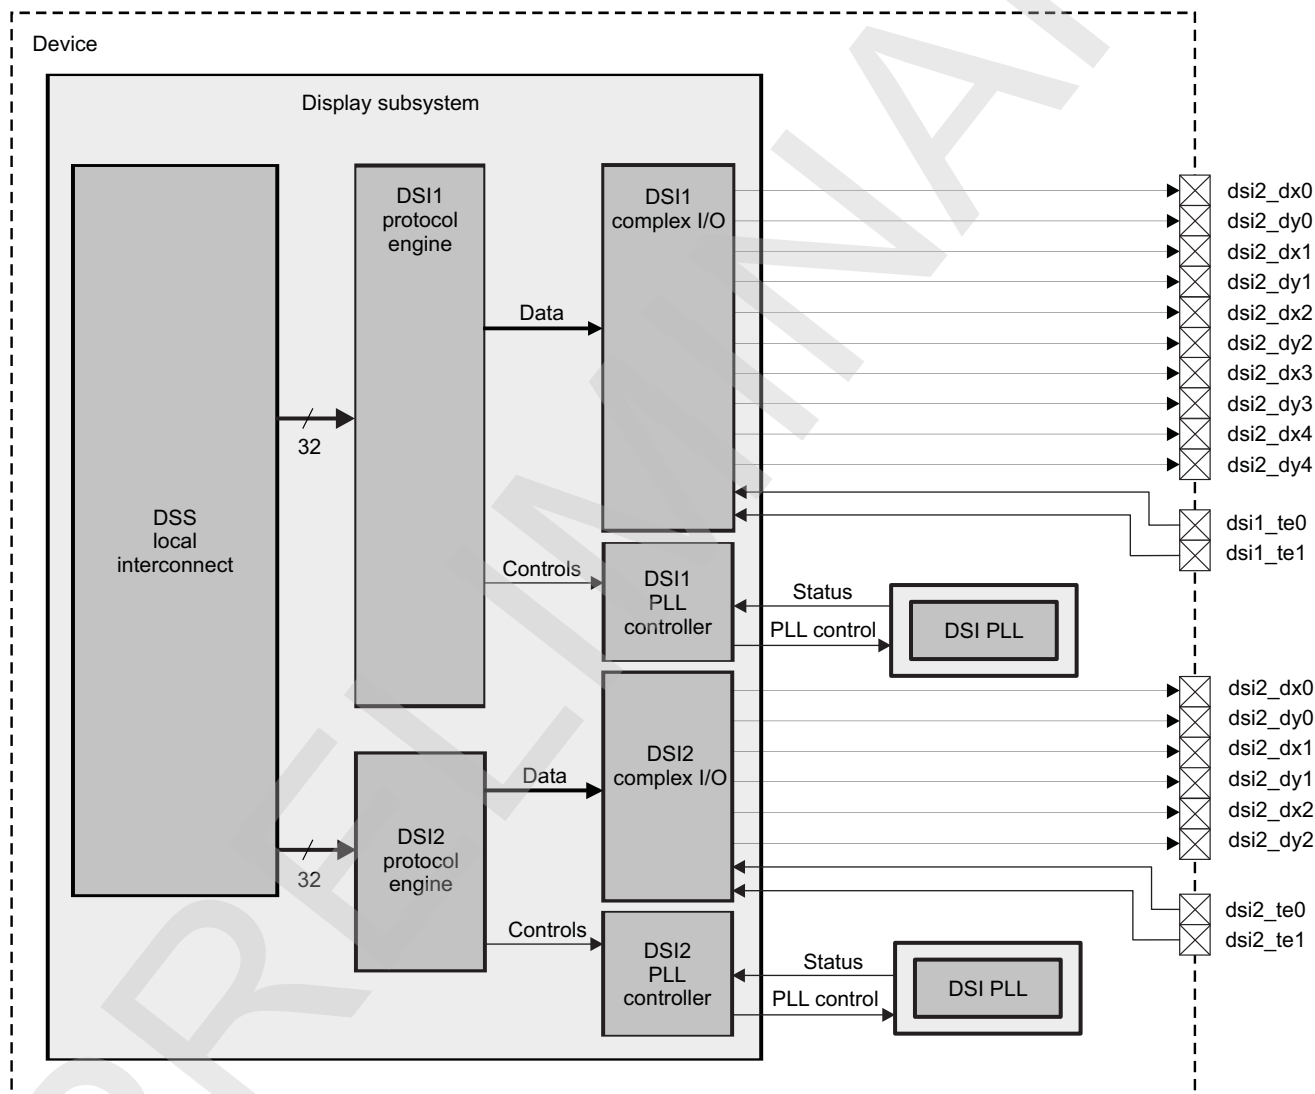 Device
Display subsystem
DSS
local
interconnect
32
32
DSI1
protocol
engine
Data
Controls
DSI1
complex I/O
DSI1
PLL
controller
Status
PLL control
DSI PLL
dsi2_dx0
dsi2_dy0
dsi2_dx1
dsi2_dy1
dsi2_dx2
dsi2_dy2
dsi2_dx3
dsi2_dy3
dsi2_dx4
dsi2_dy4
dsi1_te0
dsi1_te1
DSI2
protocol
engine
Data
Controls
DSI2
complex I/O
DSI2
PLL
controller
Status
PLL control
DSI PLL
dsi2_dx0
dsi2_dy0
dsi2_dx1
dsi2_dy1
dsi2_dx2
dsi2_dy2
dsi2_te0
dsi2_te1